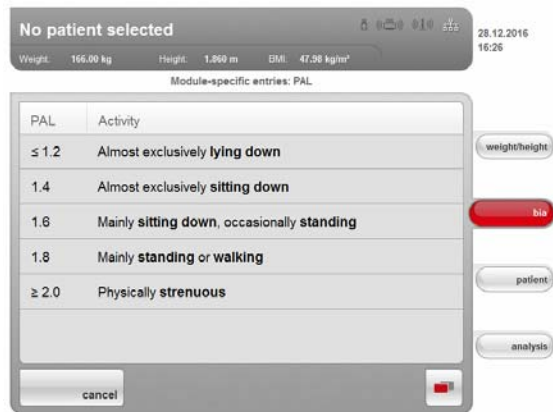 No patient selected
28.12.2016
16:26
Weight: 166.00 kg Height: 1.860 m BMI: 47.98 kg/m²
Module-specific entries: PAL
PAL Activity
≤ 1.2 Almost exclusively lying down
1.4 Almost exclusively sitting down
1.6 Mainly sitting down, occasionally standing
1.8 Mainly standing or walking
≥ 2.0 Physically strenuous
weight/height
bia
patient
analysis
cancel